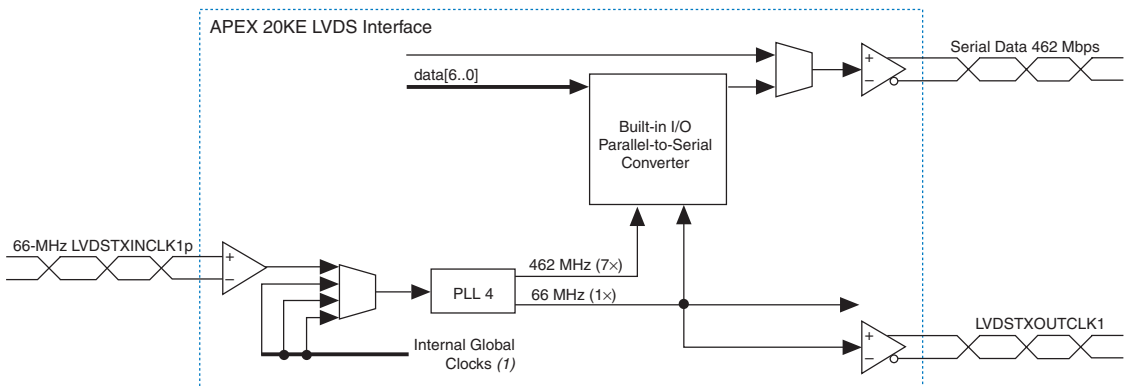 APEX 20KE LVDS Interface
Serial Data 462 Mbps
data[6..0]
+
−
Built-in I/O
Parallel-to-Serial
Converter
66-MHz LVDSTXINCLK1p
+
−
462 MHz (7×)
PLL 4
66 MHz (1×)
LVDSTXOUTCLK1
+
−
Internal Global
Clocks (1)